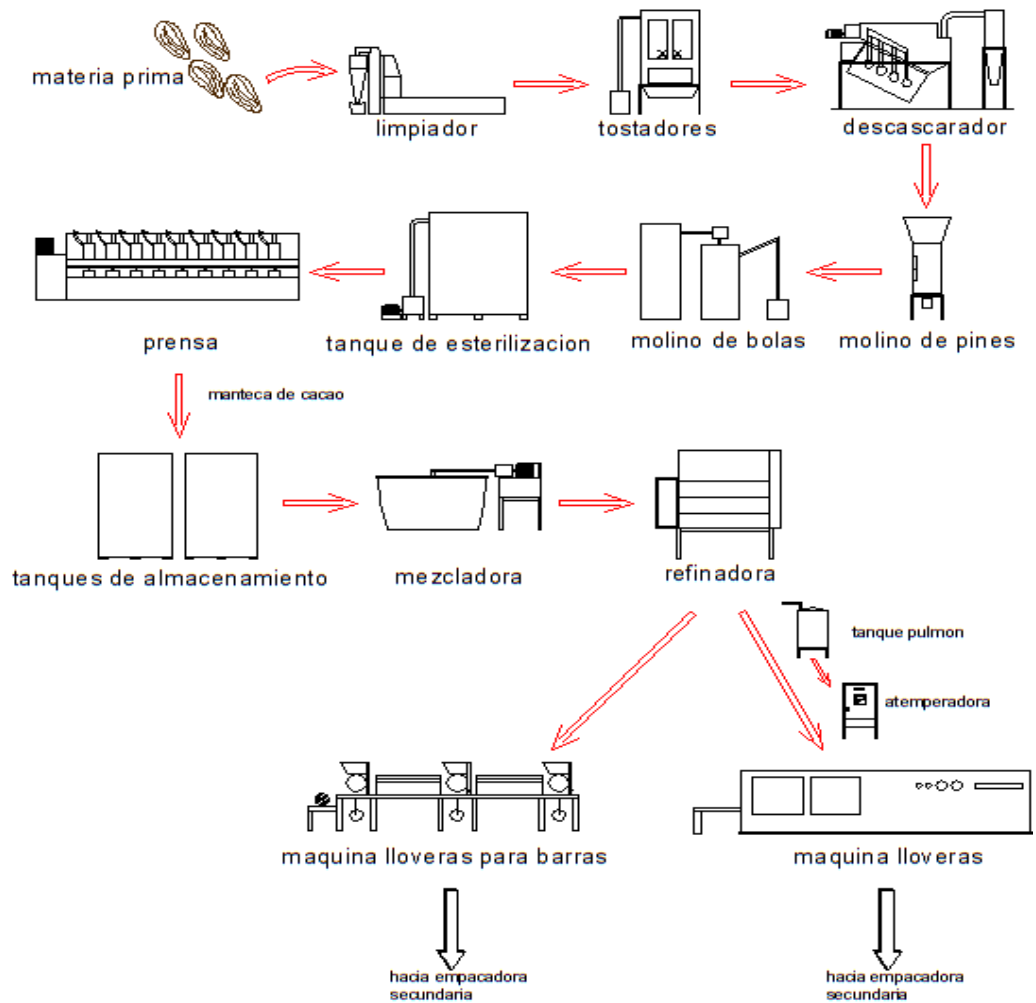 materia prima
limpiador
tostadores
descascarador
prensa
tanque de esterilizacion
molino de bolas
molino de pines
manteca de cacao
tanques de almacenamiento
mezcladora
refinadora
tanque pulmon
atemperadora
maquina lloveras para barras
maquina lloveras
hacia empacadora
secundaria
hacia empacadora
secundaria